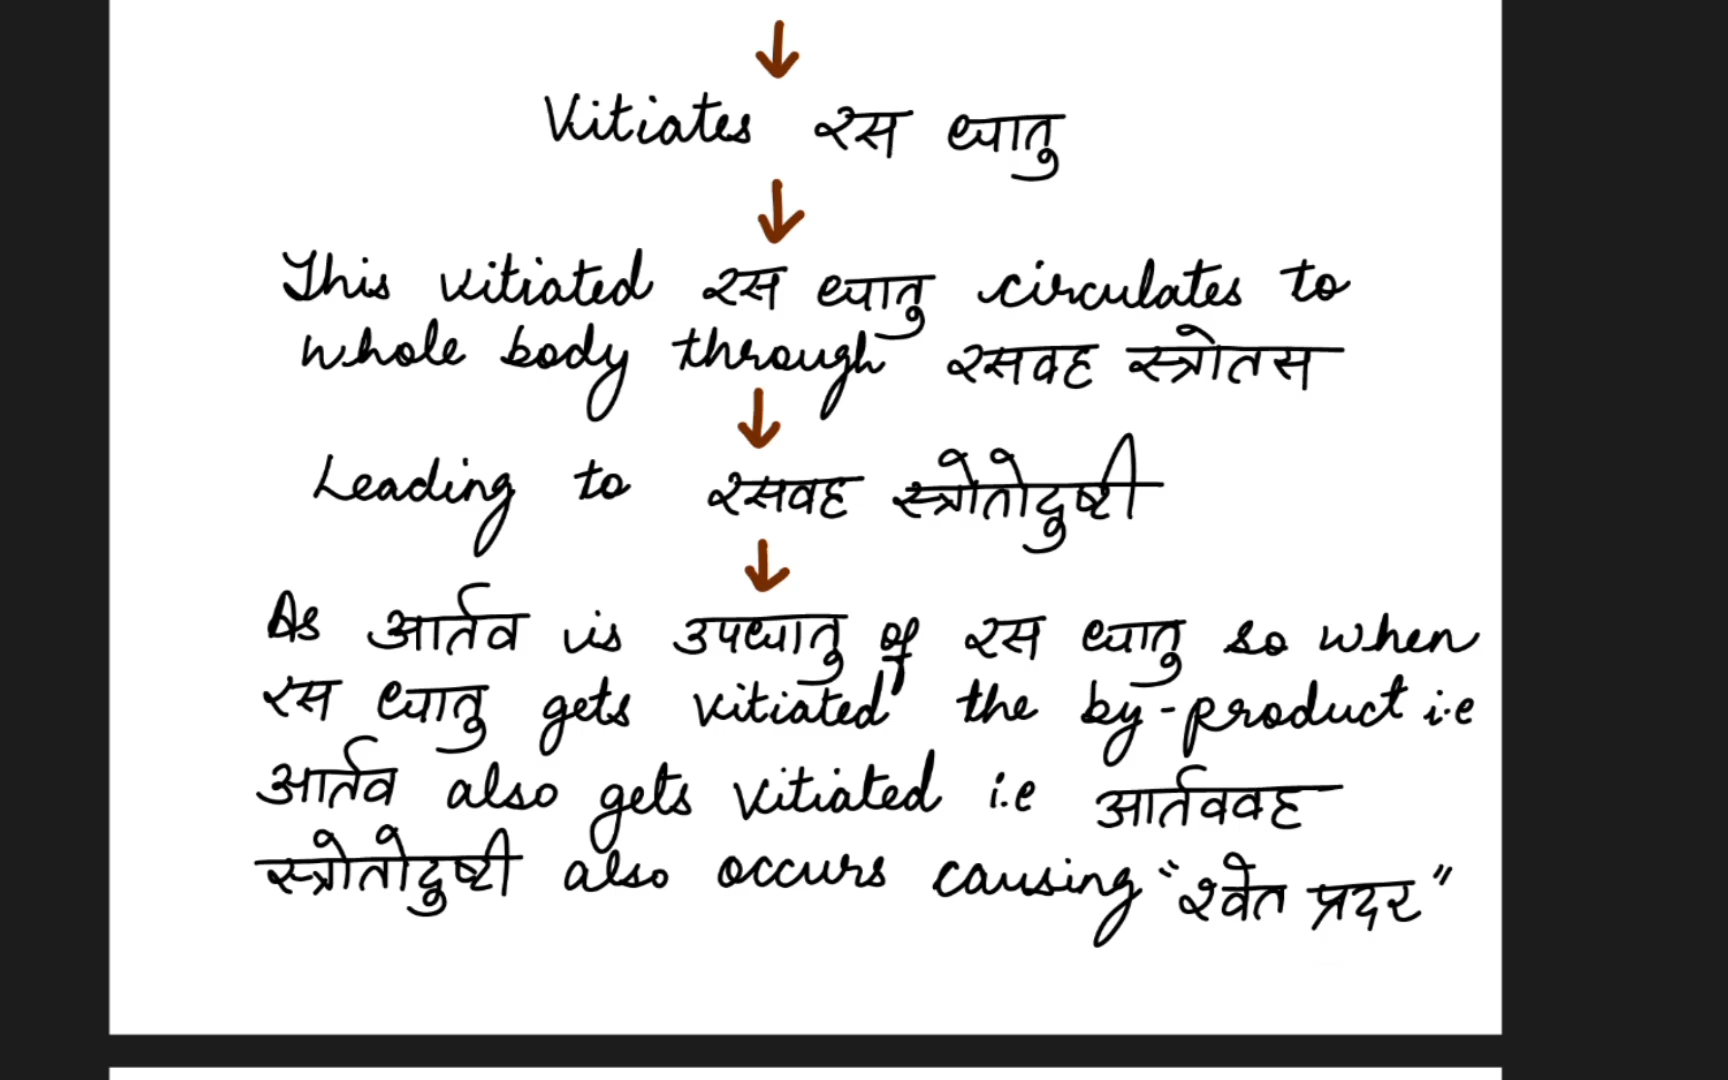 Vitiates रस धातु
This vitiated रस धातु circulates to
whole body through रसवह स्त्रोतस
Leading to रसवह स्त्रोतोदुष्टी
As आर्तव is उपधातु of रस धातु so when
रस धातु gets vitiated the by-product i.e
आर्तव also gets vitiated i.e आर्तववह
स्त्रोतोदुष्टी also occurs causing "श्वेत प्रदर"